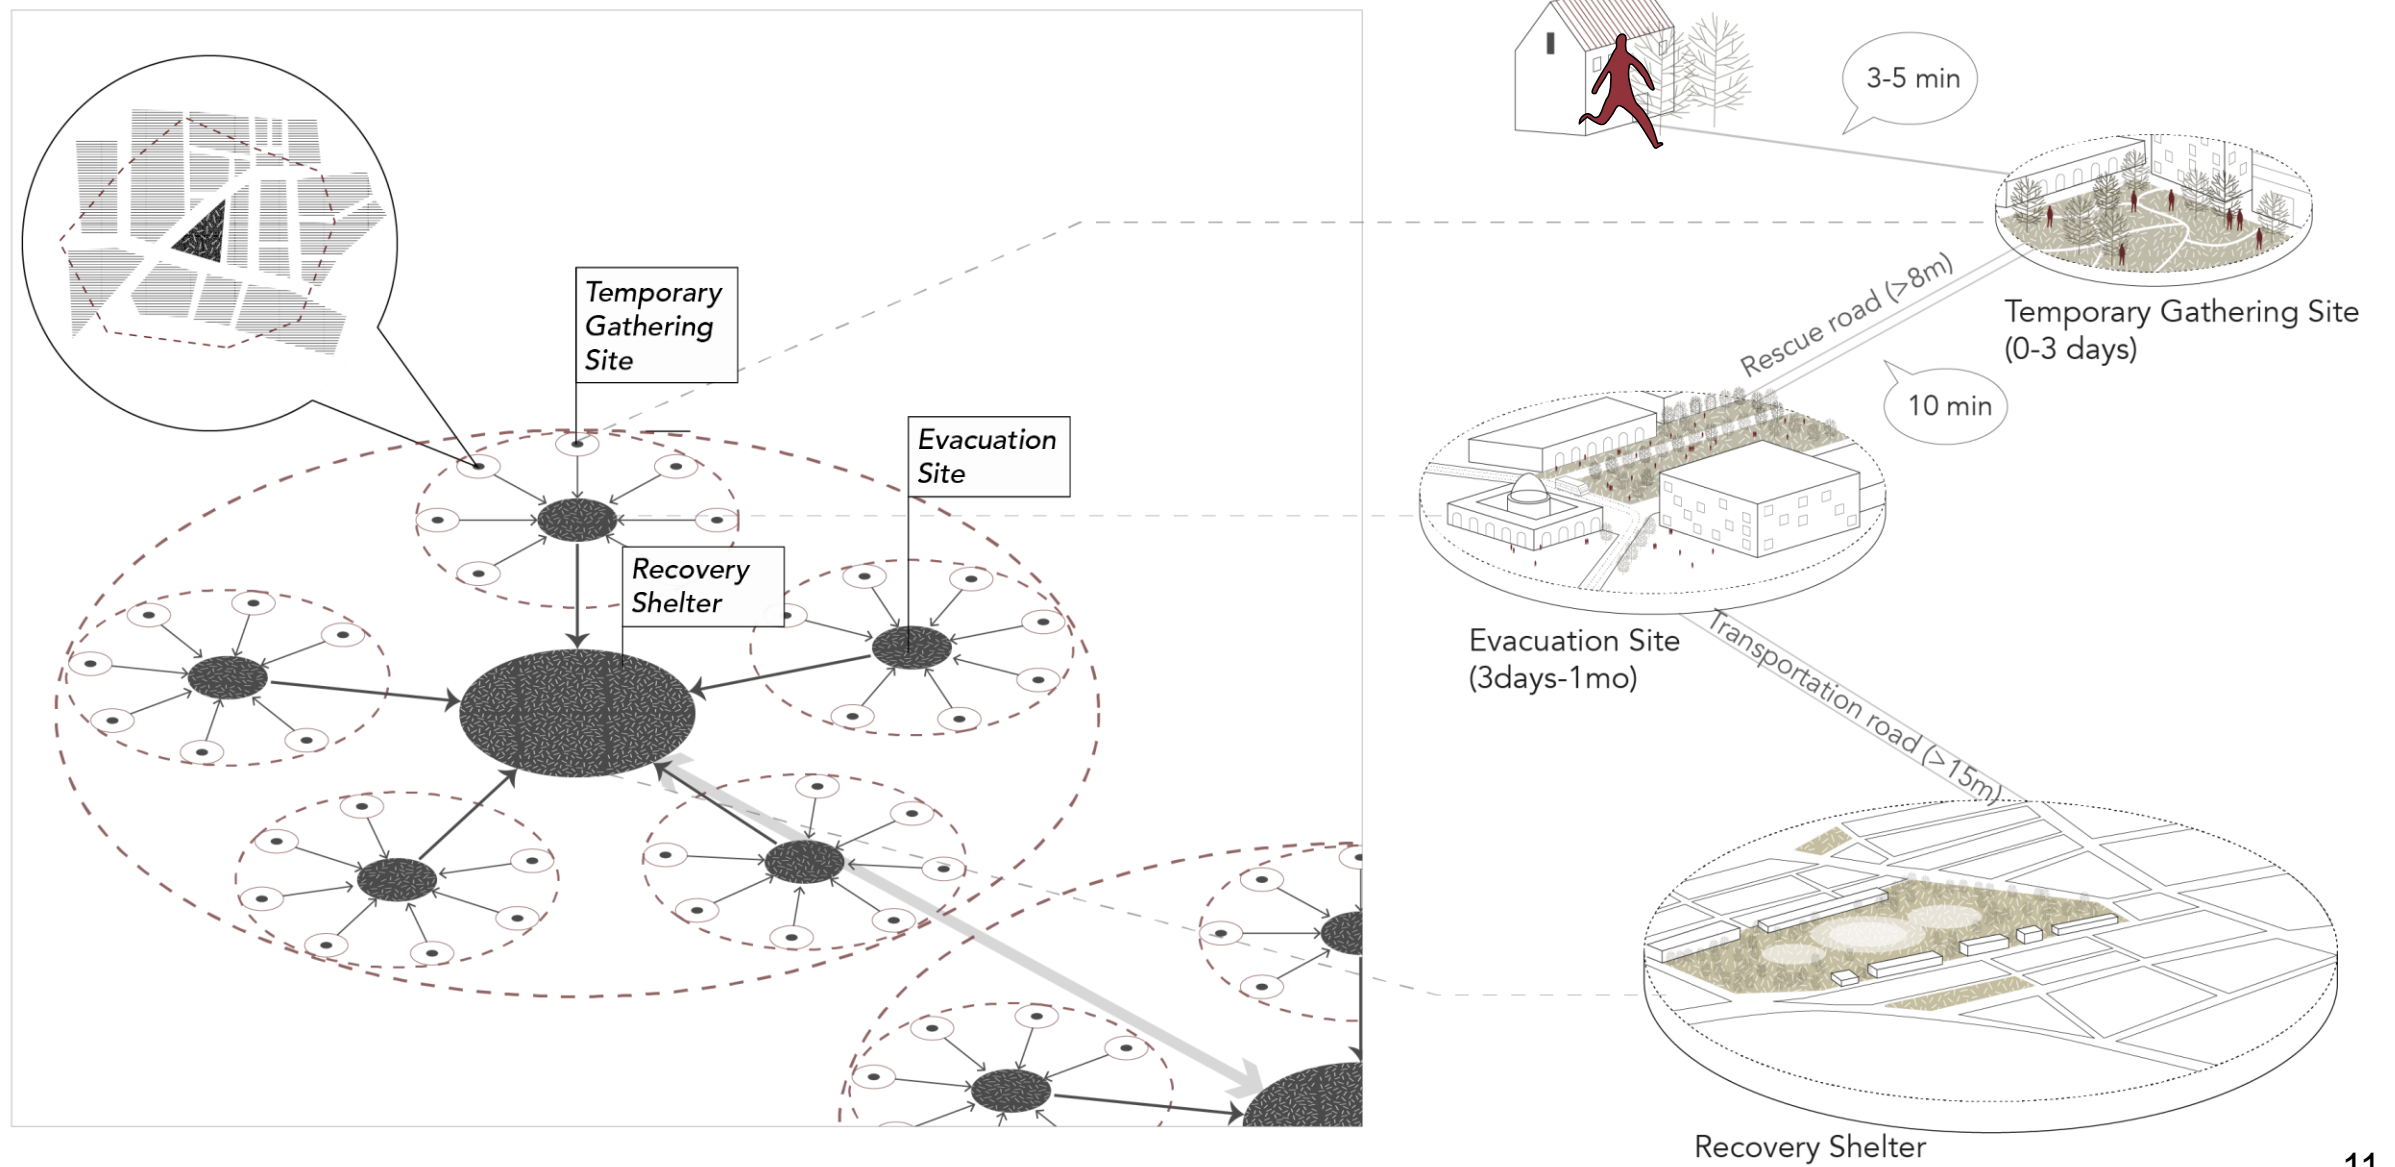 3-5 min
Temporary
Gathering
Site
Evacuation
Site
Recovery
Shelter
Rescue road (>8m)
Temporary Gathering Site
(0-3 days)
10 min
Evacuation Site
(3days-1mo)
Transportation road (>15m)
Recovery Shelter
11